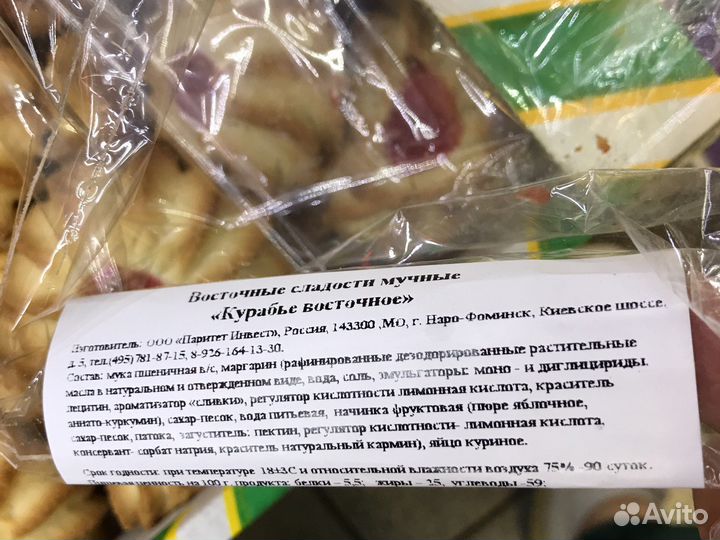 Восточные сладости мучные
«Курабье восточное»
Изготовитель: ООО «Паритет Инвест», Россия, 143300 ,МО, г. Наро-Фоминск, Киевское шоссе,
д. 5, тел.(495)781-87-15, 8-926-164-13-30.
Состав: мука пшеничная в/с, маргарин (рафинированные дезодорированные растительные
масла в натуральном и отвержденном виде, вода, соль, эмульгаторы: моно - и диглицириды.
лецитин, ароматизатор «сливки», регулятор кислотности лимонная кислота, краситель
аннато-куркумин), сахар-песок, вода питьевая, начинка фруктовая (пюре яблочное,
сахар-песок, патока, загуститель: пектин, регулятор кислотности- лимонная кислота,
консервант- сорбат натрия, краситель натуральный кармин), яйцо куриное.
Срок годности: при температуре 18±3С и относительной влажности воздуха 75% -90 суток.
Пищевая ценность на 100 г. продукта: белки – 5,5; жиры – 25, углеводы -59;
Avito